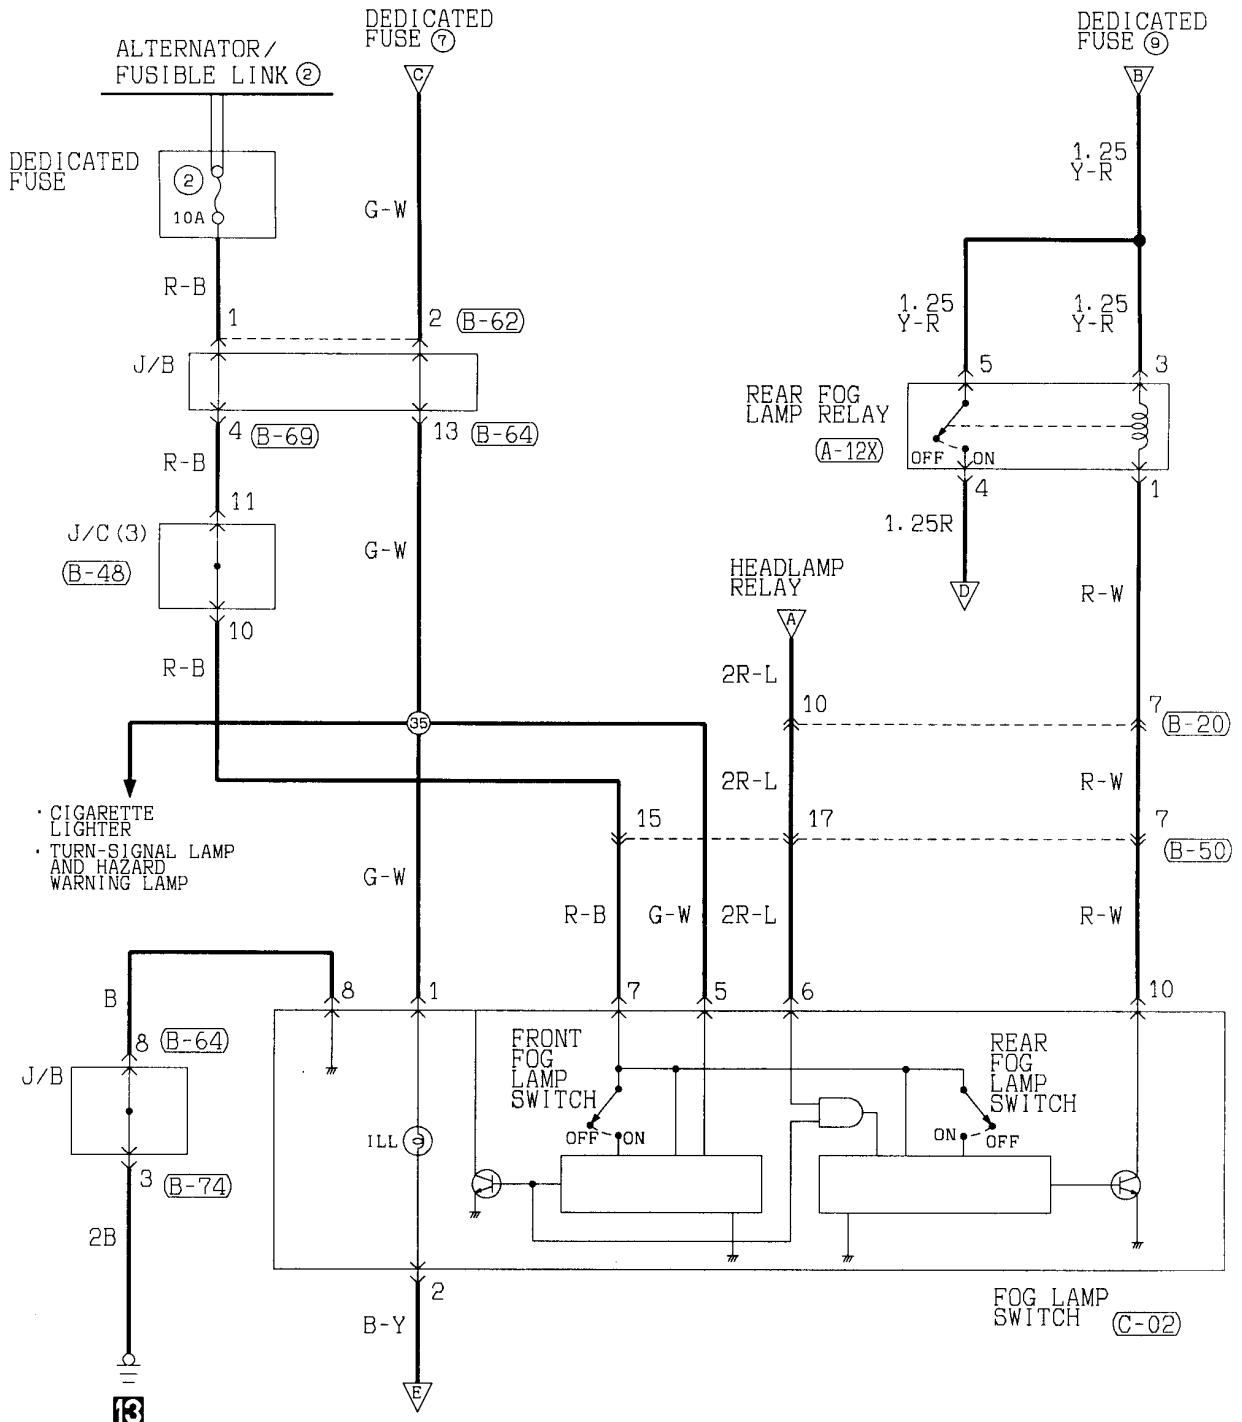 DEDICATED
FUSE ⑦
DEDICATED
FUSE ⑨
ALTERNATOR/
FUSIBLE LINK ②
C
B
DEDICATED
FUSE
②
10A
1.25
Y-R
G-W
R-B
1
2 (B-62)
1.25
Y-R
1.25
Y-R
J/B
5
3
REAR FOG
LAMP RELAY
(A-12X)
4 (B-69)
13 (B-64)
OFF
ON
R-B
4
1
11
1.25R
J/C(3)
(B-48)
G-W
HEADLAMP
RELAY
D
R-W
A
10
R-B
2R-L
10
7
(B-20)
35
2R-L
R-W
· CIGARETTE
LIGHTER
· TURN-SIGNAL LAMP
AND HAZARD
WARNING LAMP
15
17
7
(B-50)
G-W
R-B
G-W
2R-L
R-W
B
8
1
7
5
6
10
8 (B-64)
FRONT
FOG
LAMP
SWITCH
REAR
FOG
LAMP
SWITCH
J/B
ILL
OFF
ON
ON
OFF
3 (B-74)
2B
2
FOG LAMP
SWITCH
(C-02)
B-Y
E
13